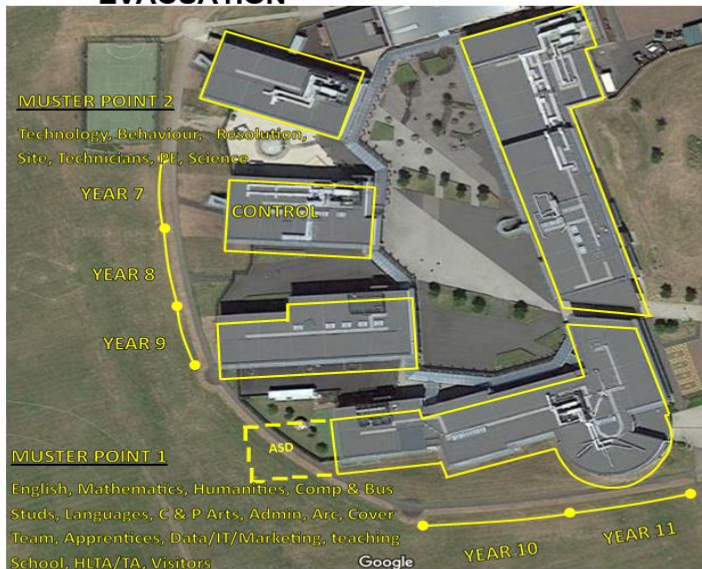 EVACUATION
MUSTER POINT 2
Technology, Behaviour, Resolution,
Site, Technicians, PE, Science
YEAR 7
CONTROL
YEAR 8
YEAR 9
ASD
MUSTER POINT 1
English, Mathematics, Humanities, Comp & Bus
Studs, Languages, C & P Arts, Admin, Arc, Cover
Team, Apprentices, Data/IT/Marketing, teaching
School, HLTA/TA, Visitors
Google
YEAR 10
YEAR 11